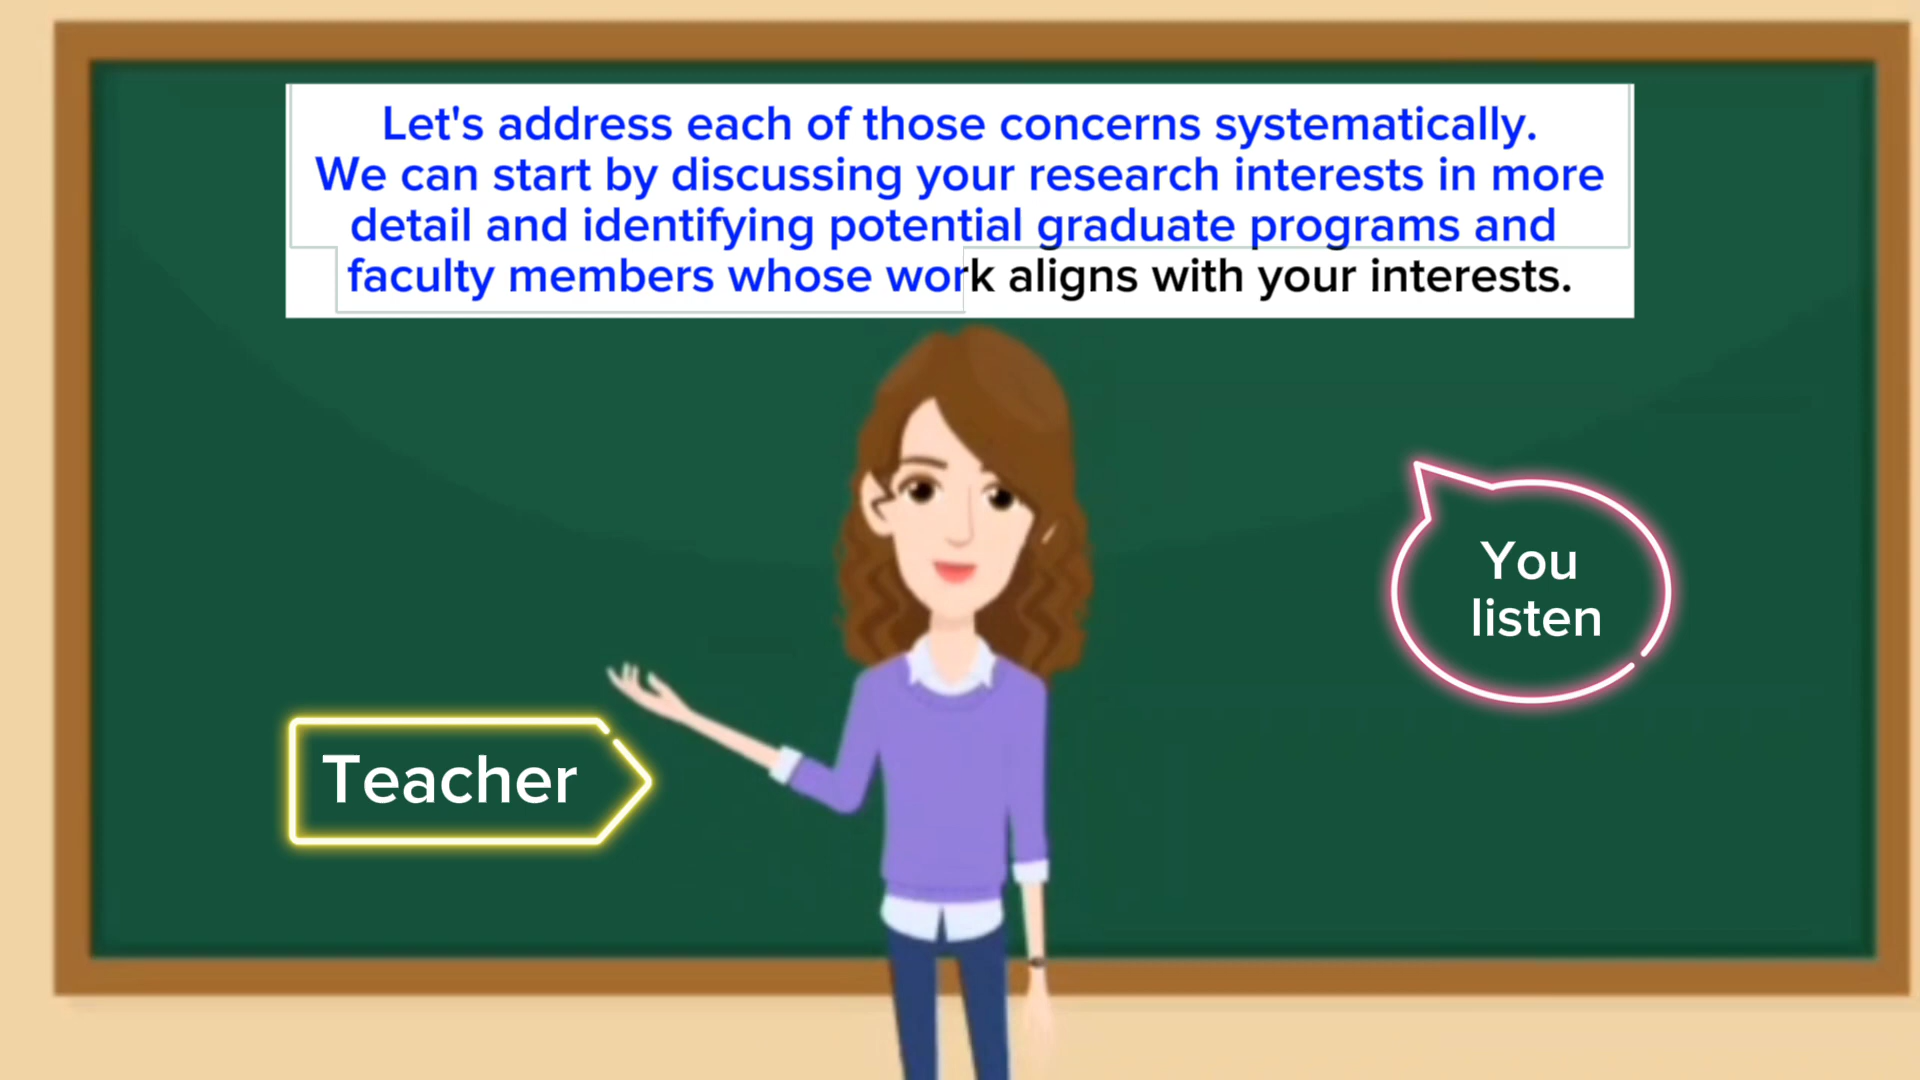 Let's address each of those concerns systematically.
We can start by discussing your research interests in more
detail and identifying potential graduate programs and
faculty members whose work aligns with your interests.
You
listen
Teacher